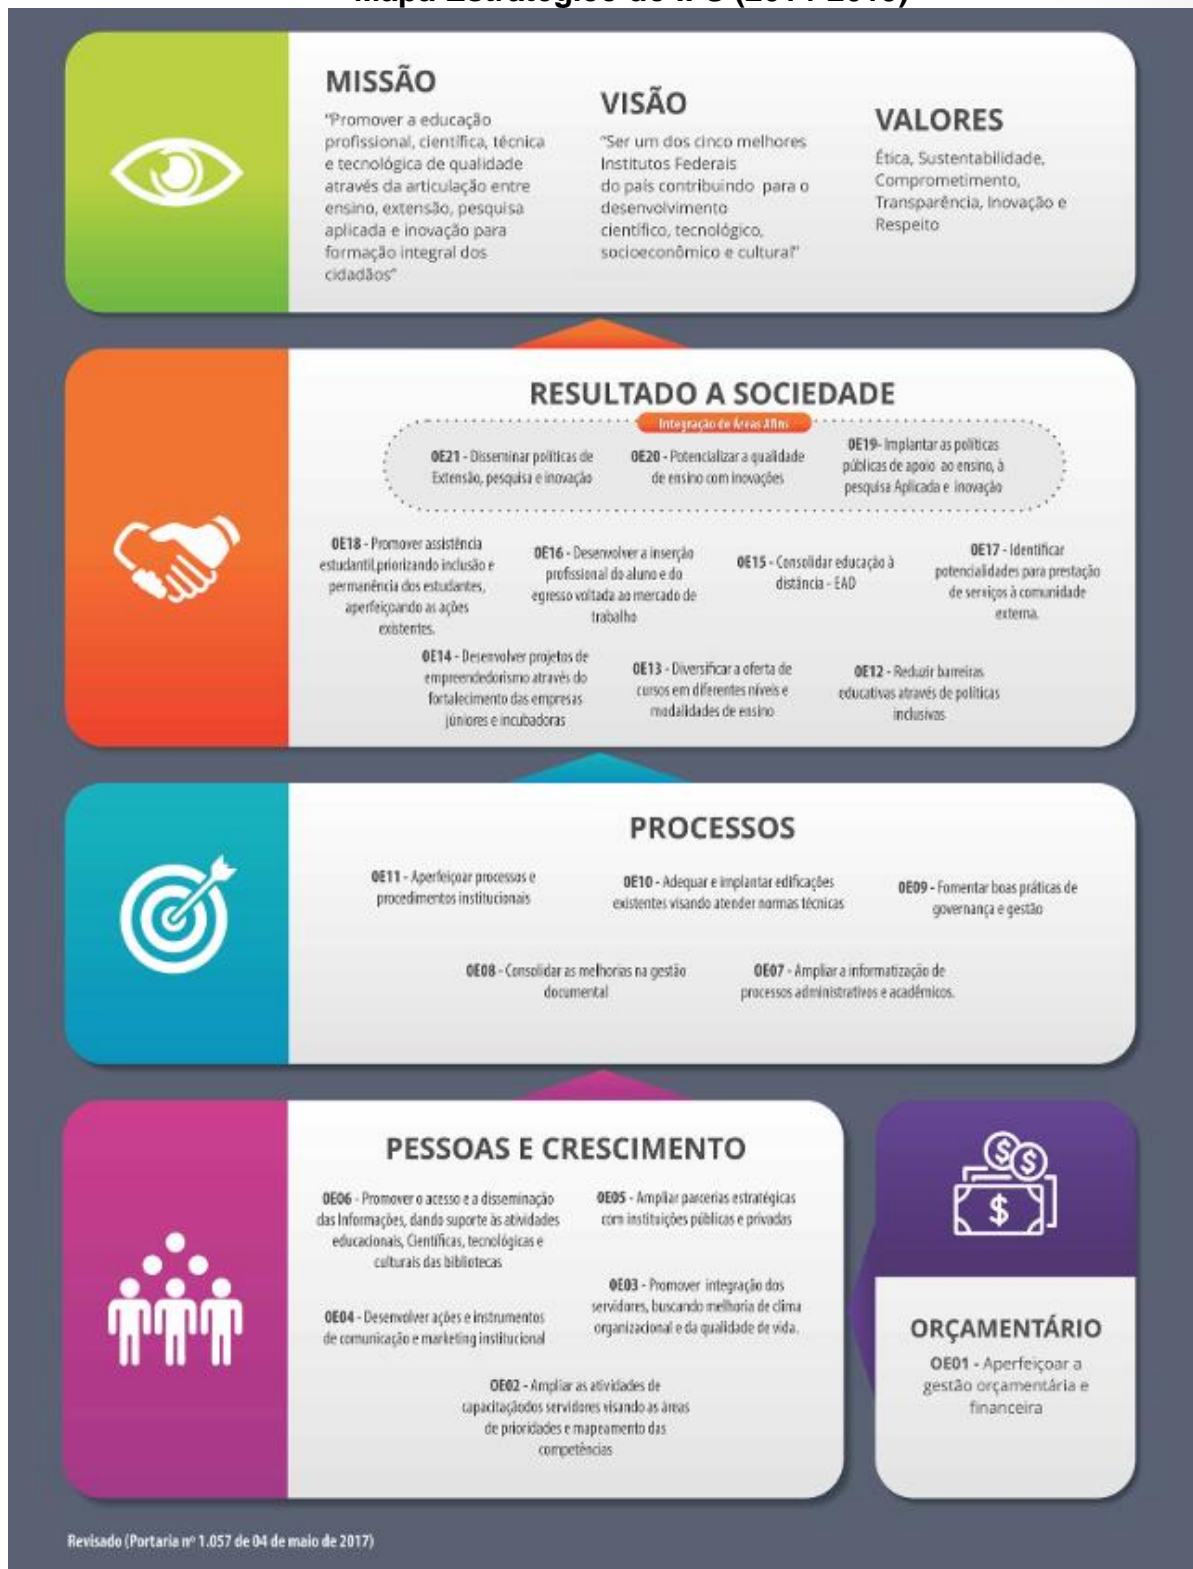 MISSÃO
"Promover a educação
profissional, científica, técnica
e tecnológica de qualidade
através da articulação entre
ensino, extensão, pesquisa
aplicada e inovação para
formação integral dos
cidadãos"
VISÃO
"Ser um dos cinco melhores
Institutos Federais
do país contribuindo para o
desenvolvimento
científico, tecnológico,
socioeconômico e cultural"
VALORES
Ética, Sustentabilidade,
Comprometimento,
Transparência, Inovação e
Respeito
RESULTADO A SOCIEDADE
Integração de Áreas Afins
OE21 - Disseminar políticas de
Extensão, pesquisa e inovação
OE20 - Potencializar a qualidade
de ensino com inovações
OE19- Implantar as políticas
públicas de apoio ao ensino, à
pesquisa Aplicada e inovação
OE18 - Promover assistência
estudantil,priorizando inclusão e
permanência dos estudantes,
aperfeiçoando as ações
existentes.
OE16 - Desenvolver a inserção
profissional do aluno e do
egresso voltada ao mercado de
trabalho
OE15 - Consolidar educação à
distância - EAD
OE17 - Identificar
potencialidades para prestação
de serviços à comunidade
externa.
OE14 - Desenvolver projetos de
empreendedorismo através do
fortalecimento das empresas
júniores e incubadoras
OE13 - Diversificar a oferta de
cursos em diferentes níveis e
modalidades de ensino
OE12 - Reduzir barreiras
educativas através de políticas
inclusivas
PROCESSOS
OE11 - Aperfeiçoar processos e
procedimentos institucionais
OE10 - Adequar e implantar edificações
existentes visando atender normas técnicas
OE09 - Fomentar boas práticas de
governança e gestão
OE08 - Consolidar as melhorias na gestão
documental
OE07 - Ampliar a informatização de
processos administrativos e acadêmicos.
PESSOAS E CRESCIMENTO
OE06 - Promover o acesso e a disseminação
das Informações, dando suporte às atividades
educacionais, Científicas, tecnológicas e
culturais das bibliotecas
OE05 - Ampliar parcerias estratégicas
com instituições públicas e privadas
OE04 - Desenvolver ações e instrumentos
de comunicação e marketing institucional
OE03 - Promover integração dos
servidores, buscando melhoria de clima
organizacional e da qualidade de vida.
OE02 - Ampliar as atividades de
capacitaçãodos servidores visando as áreas
de prioridades e mapeamento das
competências
ORÇAMENTÁRIO
OE01 - Aperfeiçoar a
gestão orçamentária e
financeira
Revisado (Portaria nº 1.057 de 04 de maio de 2017)